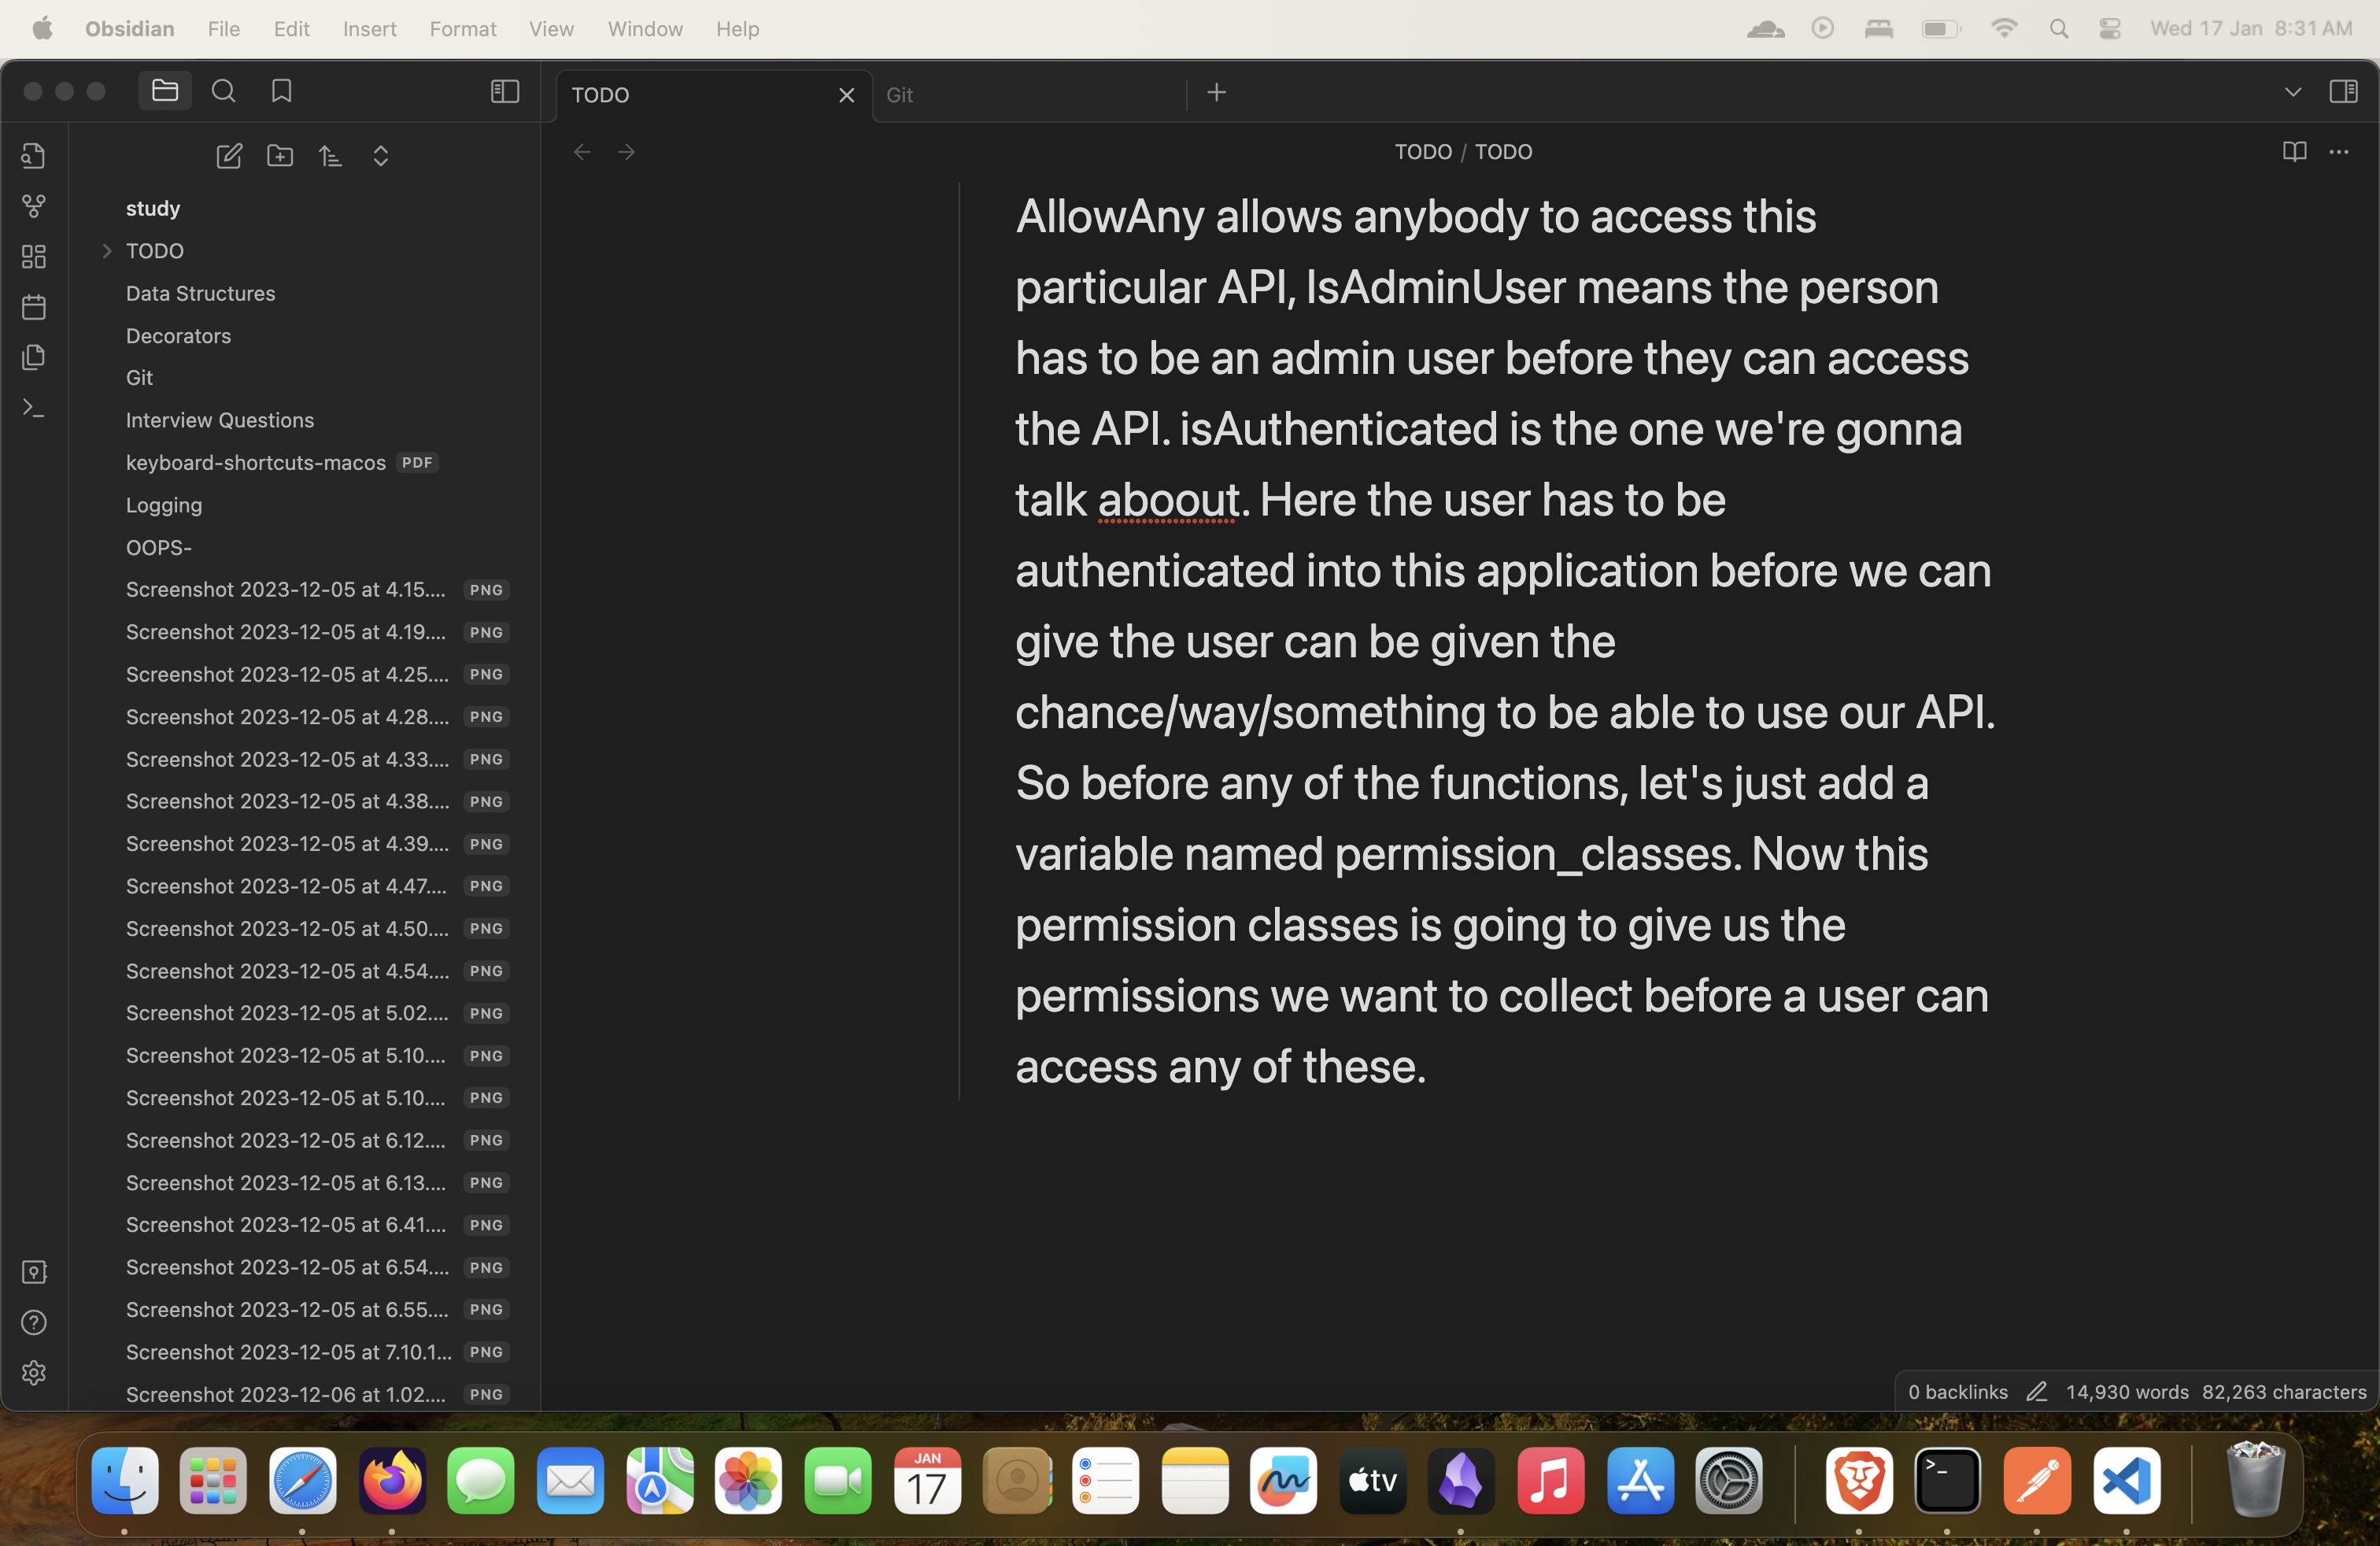 Obsidian File Edit Insert Format View Window Help Wed 17 Jan 8:31 AM
TODO
Git
TODO / TODO
study
TODO
Data Structures
Decorators
Git
Interview Questions
keyboard-shortcuts-macos PDF
Logging
OOPS-
Screenshot 2023-12-05 at 4.15.... PNG
Screenshot 2023-12-05 at 4.19.... PNG
Screenshot 2023-12-05 at 4.25.... PNG
Screenshot 2023-12-05 at 4.28.... PNG
Screenshot 2023-12-05 at 4.33.... PNG
Screenshot 2023-12-05 at 4.38.... PNG
Screenshot 2023-12-05 at 4.39.... PNG
Screenshot 2023-12-05 at 4.47.... PNG
Screenshot 2023-12-05 at 4.50.... PNG
Screenshot 2023-12-05 at 4.54.... PNG
Screenshot 2023-12-05 at 5.02.... PNG
Screenshot 2023-12-05 at 5.10.... PNG
Screenshot 2023-12-05 at 5.10.... PNG
Screenshot 2023-12-05 at 6.12.... PNG
Screenshot 2023-12-05 at 6.13.... PNG
Screenshot 2023-12-05 at 6.41.... PNG
Screenshot 2023-12-05 at 6.54.... PNG
Screenshot 2023-12-05 at 6.55.... PNG
Screenshot 2023-12-05 at 7.10.1... PNG
Screenshot 2023-12-06 at 1.02.... PNG
AllowAny allows anybody to access this
particular API, IsAdminUser means the person
has to be an admin user before they can access
the API. isAuthenticated is the one we're gonna
talk aboout. Here the user has to be
authenticated into this application before we can
give the user can be given the
chance/way/something to be able to use our API.
So before any of the functions, let's just add a
variable named permission_classes. Now this
permission classes is going to give us the
permissions we want to collect before a user can
access any of these.
0 backlinks 14,930 words 82,263 characters
JAN
17
tv
>_